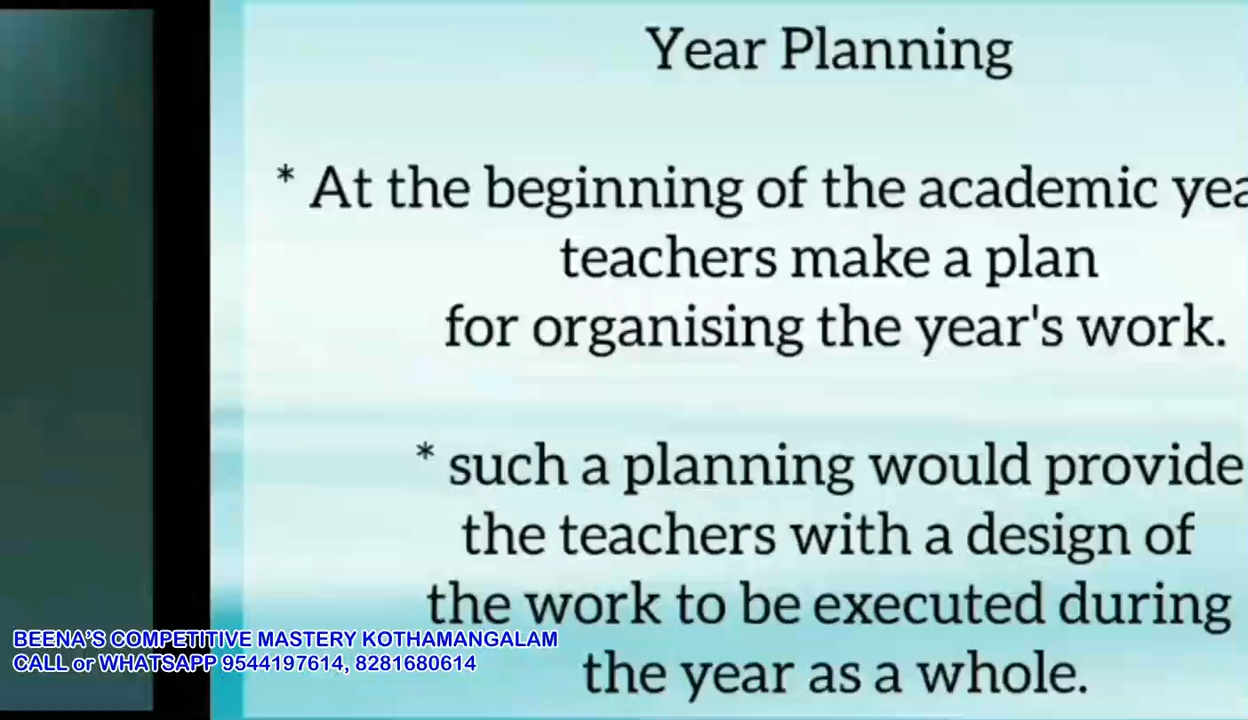 Year Planning
* At the beginning of the academic yea
teachers make a plan
for organising the year's work.
* such a planning would provide
the teachers with a design of
the work to be executed during
the year as a whole.
BEENA'S COMPETITIVE MASTERY KOTHAMANGALAM
CALL or WHATSAPP 9544197614, 8281680614